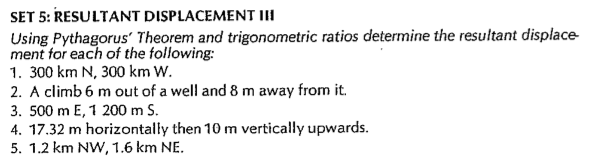 SET 5: RESULTANT DISPLACEMENT III
Using Pythagorus' Theorem and trigonometric ratios determine the resultant displace-
ment for each of the following:
1. 300 km N, 300 km W.
2. A climb 6 m out of a well and 8 m away from it.
3. 500 m E, 1 200 m S.
4. 17.32 m horizontally then 10 m vertically upwards.
5. 1.2 km NW, 1.6 km NE.